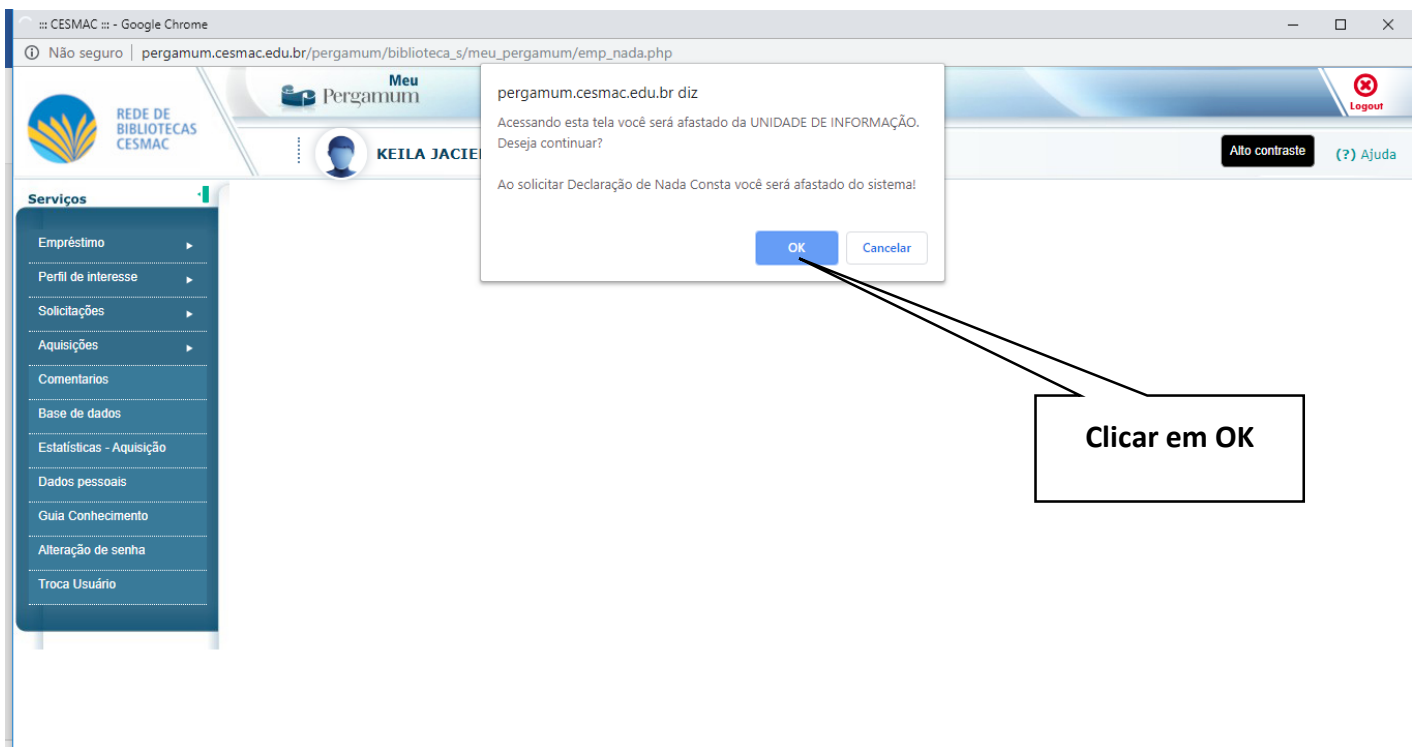 ::: CESMAC ::: - Google Chrome
Não seguro | pergamum.cesmac.edu.br/pergamum/biblioteca_s/meu_pergamum/emp_nada.php
REDE DE
BIBLIOTECAS
CESMAC
Meu
Pergamum
Logout
KEILA JACIE
Alto contraste
(?) Ajuda
pergamum.cesmac.edu.br diz
Acessando esta tela você será afastado da UNIDADE DE INFORMAÇÃO.
Deseja continuar?
Ao solicitar Declaração de Nada Consta você será afastado do sistema!
OK
Cancelar
Serviços
Empréstimo
Perfil de interesse
Solicitações
Aquisições
Comentarios
Base de dados
Estatísticas - Aquisição
Dados pessoais
Guia Conhecimento
Alteração de senha
Troca Usuário
Clicar em OK